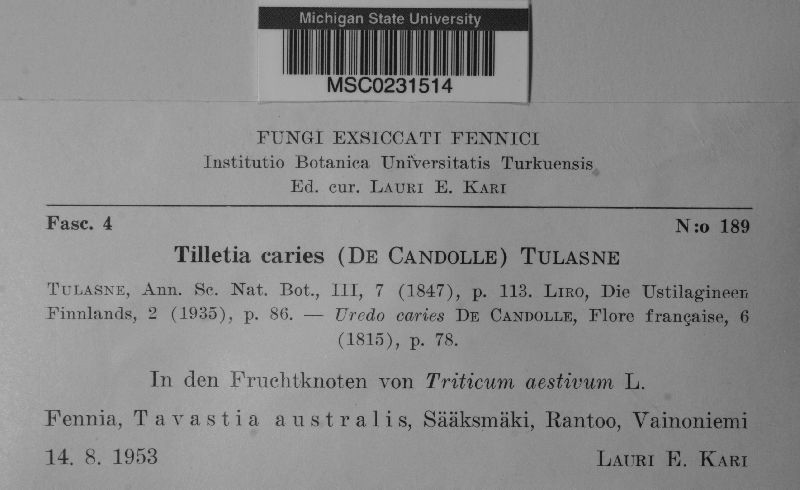 Michigan State University
MSC0231514
FUNGI EXSICCATI FENNICI
Institutio Botanica Universitatis Turkuensis
Ed. cur. LAURI E. KARI
Fasc. 4 N:o 189
Tilletia caries (DE CANDOLLE) TULASNE
TULASNE, Ann. Sc. Nat. Bot., III, 7 (1847), p. 113. LIRO, Die Ustilagineen
Finnlands, 2 (1935), p. 86. — Uredo caries DE CANDOLLE, Flore française, 6
(1815), p. 78.
In den Fruchtknoten von Triticum aestivum L.
Fennia, Tavastia australis, Sääksmäki, Rantoo, Vainoniemi
14. 8. 1953 LAURI E. KARI